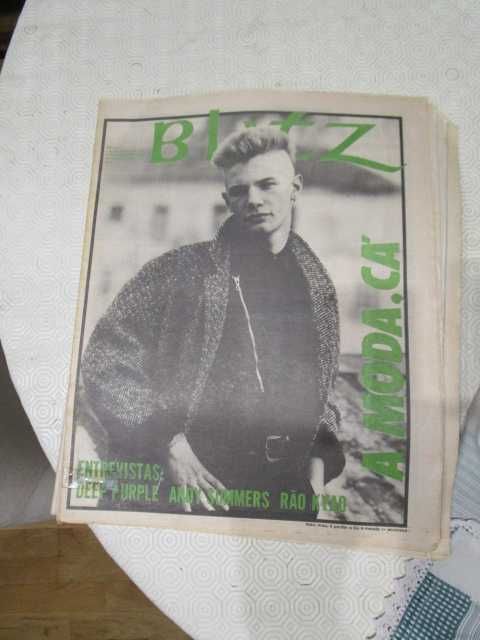 Blitz
A MODA.CÁ
ENTREVISTAS:
DEEP PURPLE ANDY SUMMERS RÃO KYAO